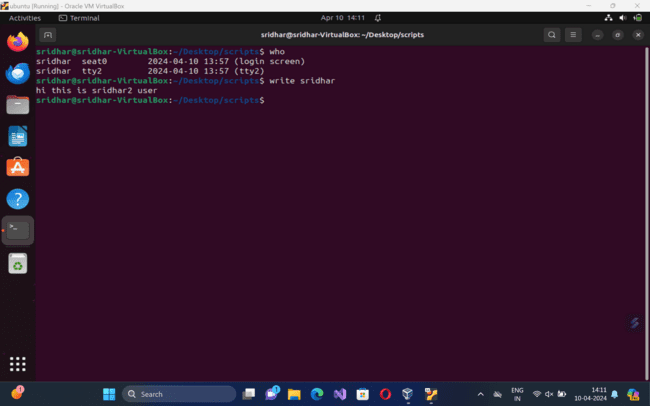 ubuntu [Running] - Oracle VM VirtualBox
Activities
Terminal
Apr 10 14:11
sridhar@sridhar-VirtualBox: ~/Desktop/scripts
sridhar@sridhar-VirtualBox:~/Desktop/scripts$ who
sridhar seat0 2024-04-10 13:57 (login screen)
sridhar tty2 2024-04-10 13:57 (tty2)
sridhar@sridhar-VirtualBox:~/Desktop/scripts$ write sridhar
hi this is sridhar2 user
sridhar@sridhar-VirtualBox:~/Desktop/scripts$
Search
ENG
IN
14:11
10-04-2024